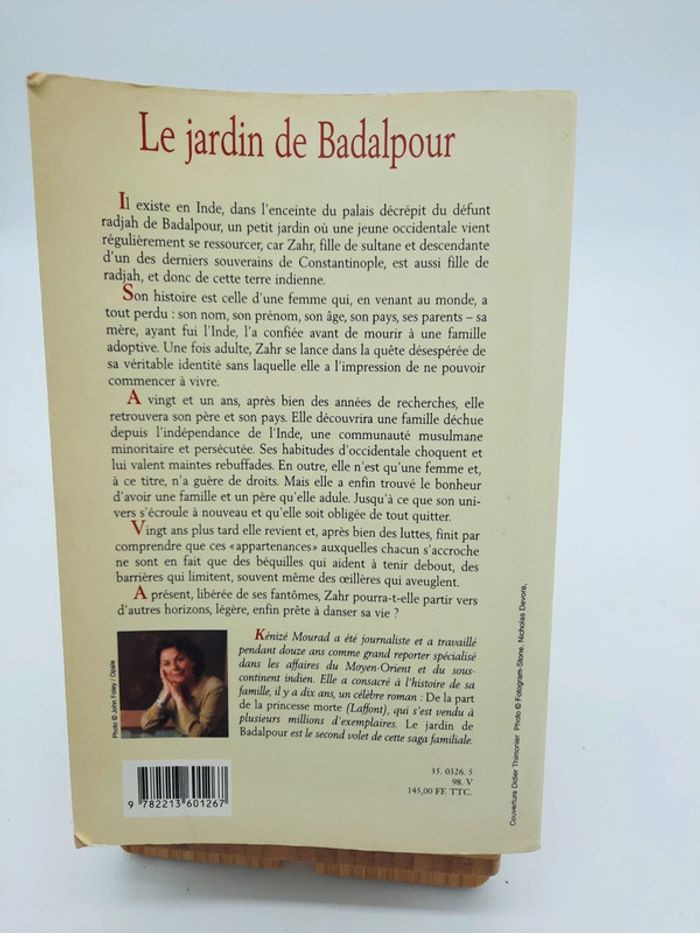 Le jardin de Badalpour
Il existe en Inde, dans l'enceinte du palais décrépit du défunt
radjah de Badalpour, un petit jardin où une jeune occidentale vient
régulièrement se ressourcer, car Zahr, fille de sultane et descendante
d'un des derniers souverains de Constantinople, est aussi fille de
radjah, et donc de cette terre indienne.
Son histoire est celle d'une femme qui, en venant au monde, a
tout perdu : son nom, son prénom, son âge, son pays, ses parents – sa
mère, ayant fui l'Inde, l'a confiée avant de mourir à une famille
adoptive. Une fois adulte, Zahr se lance dans la quête désespérée de
sa véritable identité sans laquelle elle a l'impression de ne pouvoir
commencer à vivre.
A vingt et un ans, après bien des années de recherches, elle
retrouvera son père et son pays. Elle découvrira une famille déchue
depuis l'indépendance de l'Inde, une communauté musulmane
minoritaire et persécutée. Ses habitudes d'occidentale choquent et
lui valent maintes rebuffades. En outre, elle n'est qu'une femme et,
à ce titre, n'a guère de droits. Mais elle a enfin trouvé le bonheur
d'avoir une famille et un père qu'elle adule. Jusqu'à ce que son uni-
vers s'écroule à nouveau et qu'elle soit obligée de tout quitter.
Vingt ans plus tard elle revient et, après bien des luttes, finit par
comprendre que ces «appartenances» auxquelles chacun s'accroche
ne sont en fait que des béquilles qui aident à tenir debout, des
barrières qui limitent, souvent même des œillères qui aveuglent.
A présent, libérée de ses fantômes, Zahr pourra-t-elle partir vers
d'autres horizons, légère, enfin prête à danser sa vie ?
Kénizé Mourad a été journaliste et a travaillé
pendant douze ans comme grand reporter spécialisé
dans les affaires du Moyen-Orient et du sous-
continent indien. Elle a consacré à l'histoire de sa
famille, il y a dix ans, un célèbre roman : De la part
de la princesse morte (Laffont), qui s'est vendu à
plusieurs millions d'exemplaires. Le jardin de
Badalpour est le second volet de cette saga familiale.
Photo © John Foley / Opale
35. 0326. 5
98. V
145,00 FF. TTC.
9 782213 601267
Couverture Didier Thimonier Photo © Fotogram-Stone, Nicholas Devore.